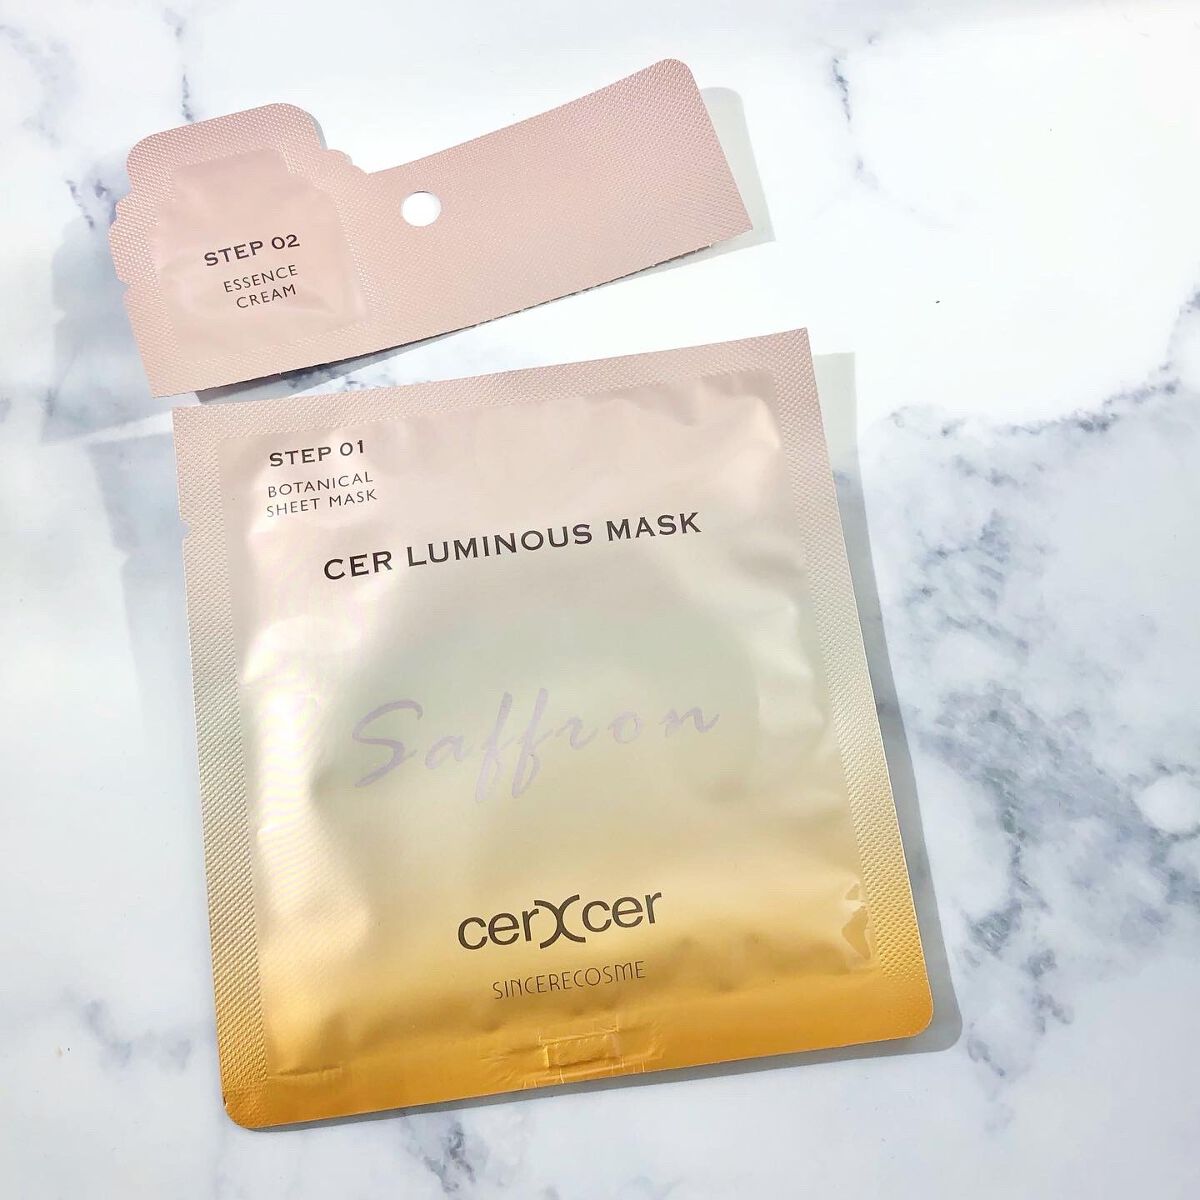 STEP 02
ESSENCE
CREAM
STEP 01
BOTANICAL
SHEET MASK
CER LUMINOUS MASK
Saffron
cerXcer
SINCERECOSME